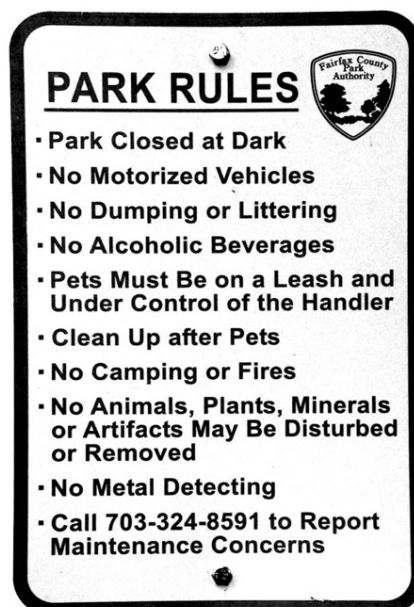 Fairfax County
Park
Authority
PARK RULES
· Park Closed at Dark
· No Motorized Vehicles
· No Dumping or Littering
· No Alcoholic Beverages
· Pets Must Be on a Leash and
Under Control of the Handler
· Clean Up after Pets
· No Camping or Fires
· No Animals, Plants, Minerals
or Artifacts May Be Disturbed
or Removed
· No Metal Detecting
· Call 703-324-8591 to Report
Maintenance Concerns